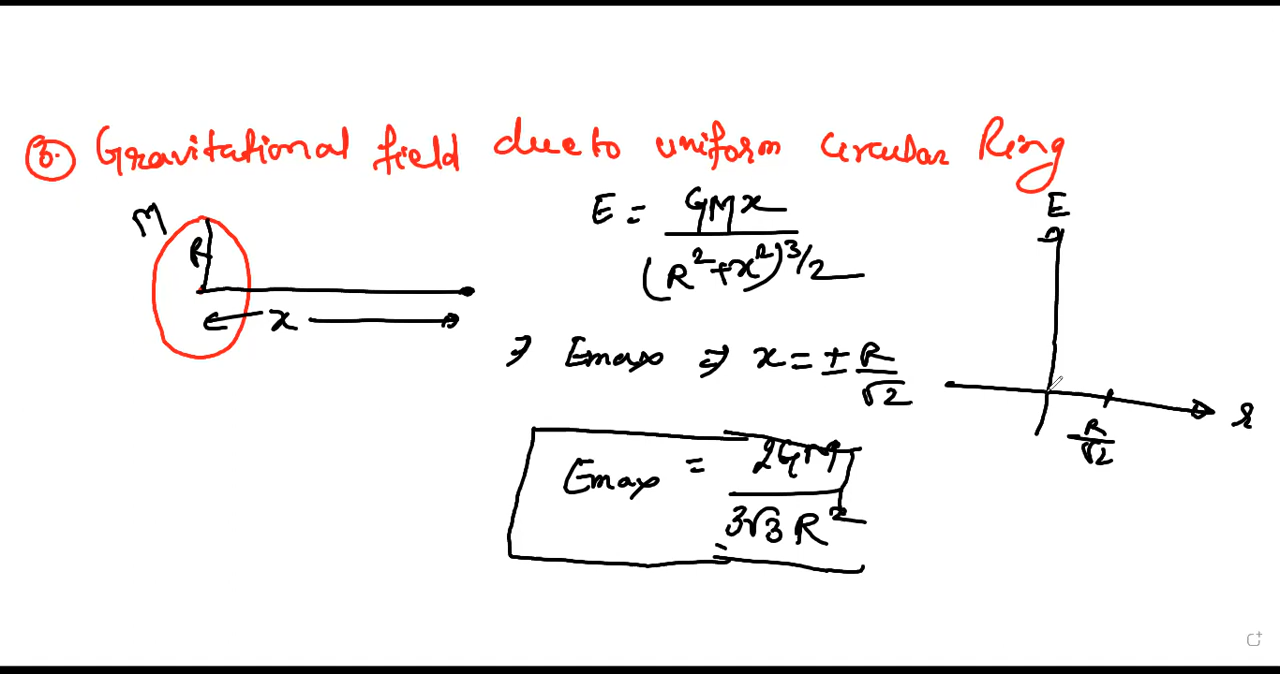 8. Gravitational field due to uniform circular Ring
M
R
x
E = GMx / (R²+x²)^3/2
⇒ Emax ⇒ x = ± R/√2
Emax = 2GM / 3√3 R²
E
R/√2
r